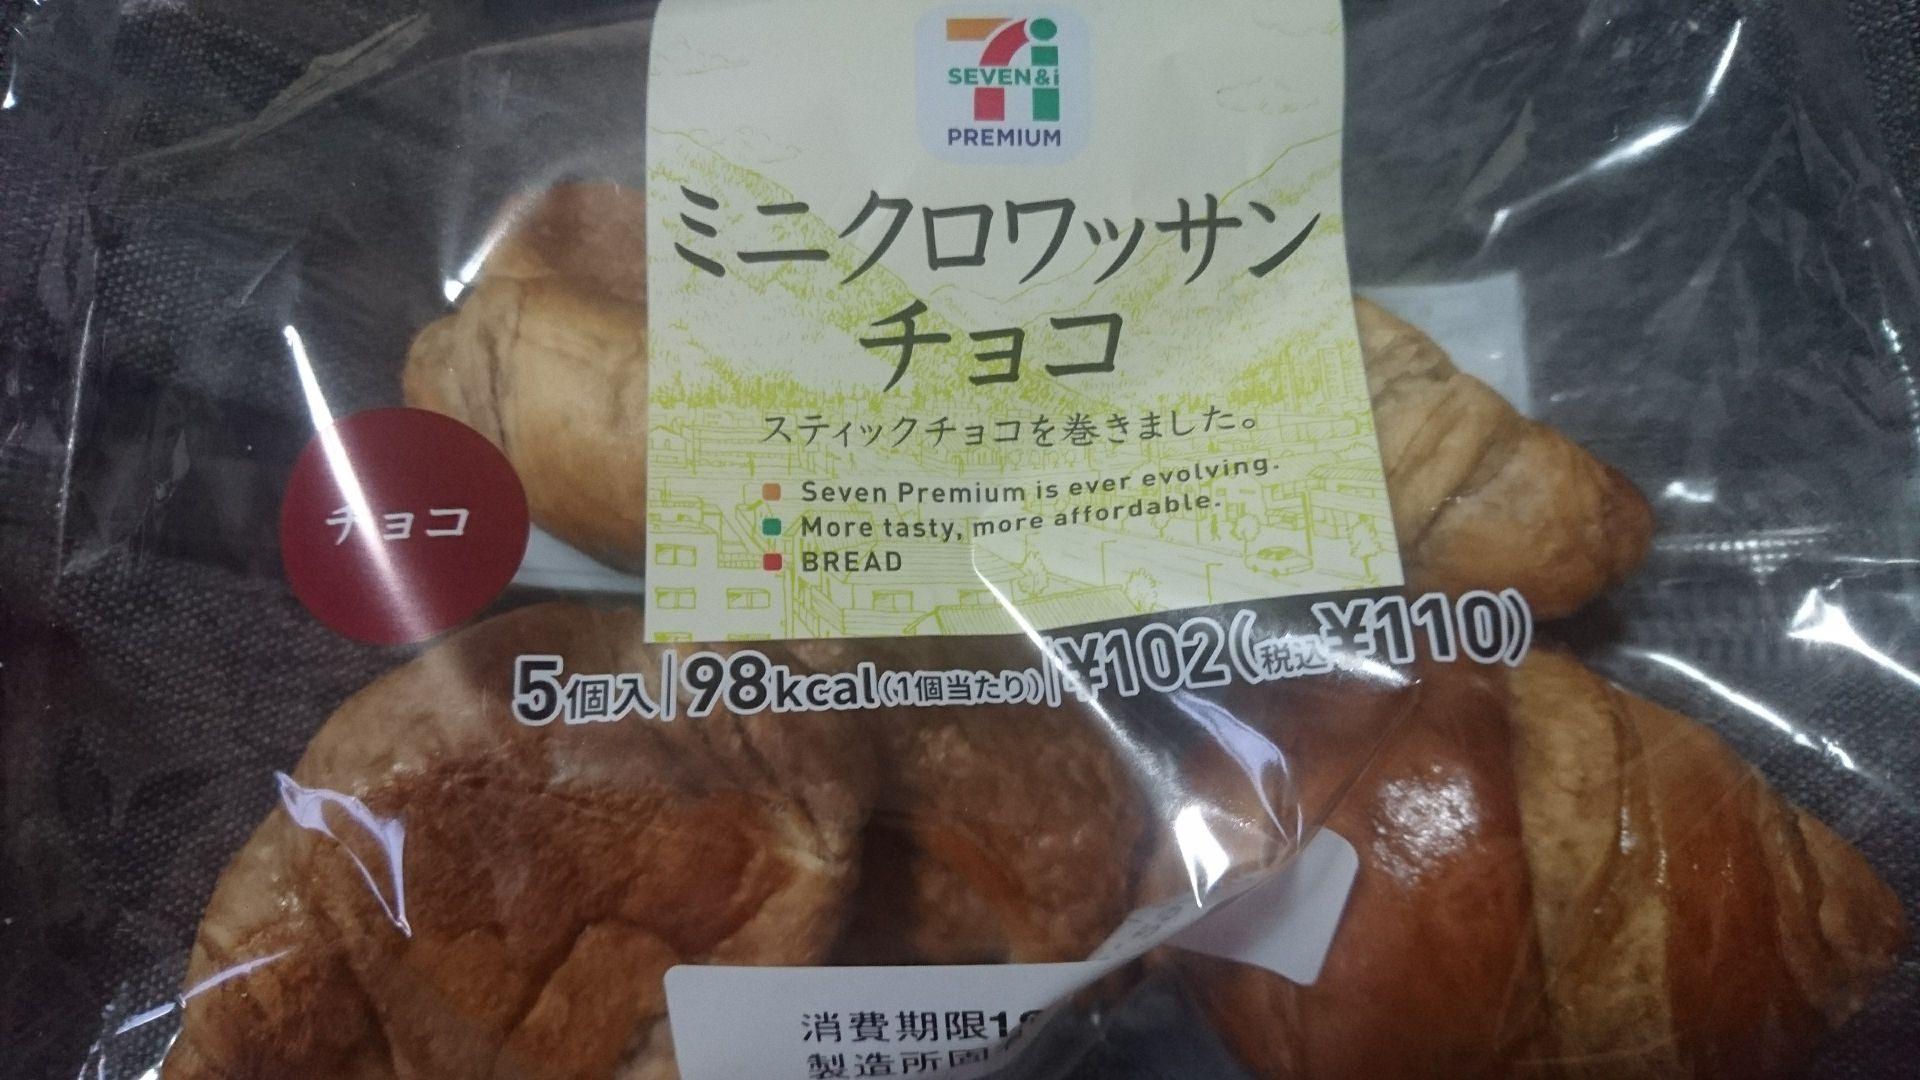 SEVEN&i
PREMIUM
ミニクロワッサン
チョコ
スティックチョコを巻きました。
Seven Premium is ever evolving.
More tasty, more affordable.
BREAD
チョコ
5個入|98kcal(1個当たり)|¥102(税込¥110)
消費期限
製造所固